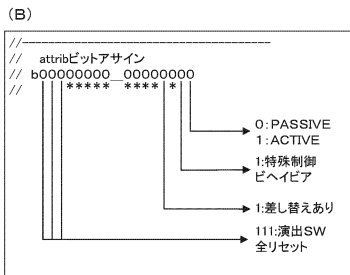 (B)
//------------------------------------
// attribビットアサイン
// b00000000__00000000
// ***** **** *
0:PASSIVE
1:ACTIVE
1:特殊制御
ビヘイビア
1:差し替えあり
111:演出SW
全リセット